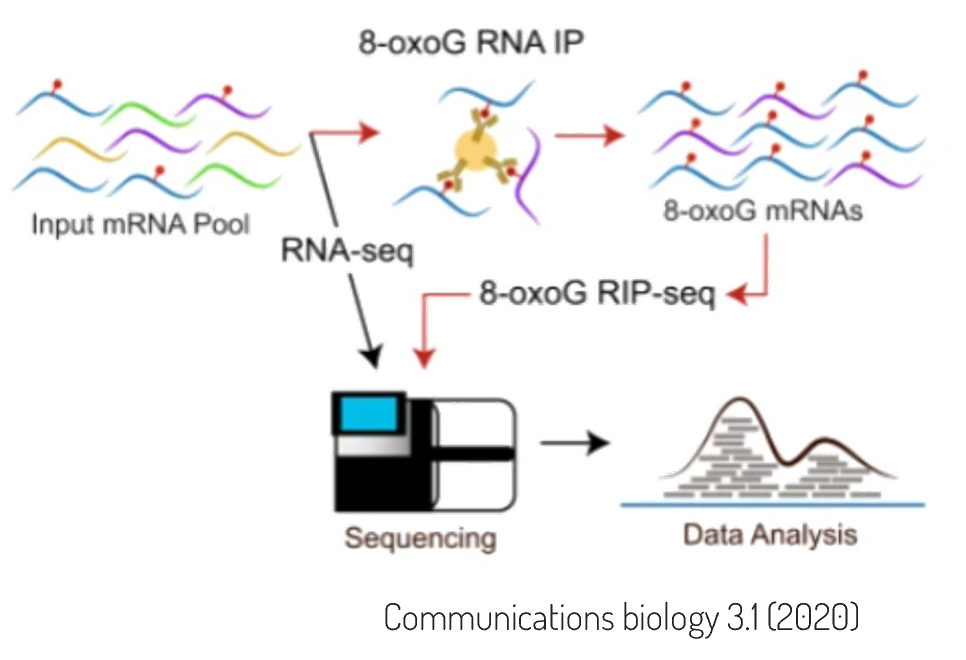 8-oxoG RNA IP
Input mRNA Pool
8-oxoG mRNAs
RNA-seq
8-oxoG RIP-seq
Sequencing
Data Analysis
Communications biology 3.1 (2020)